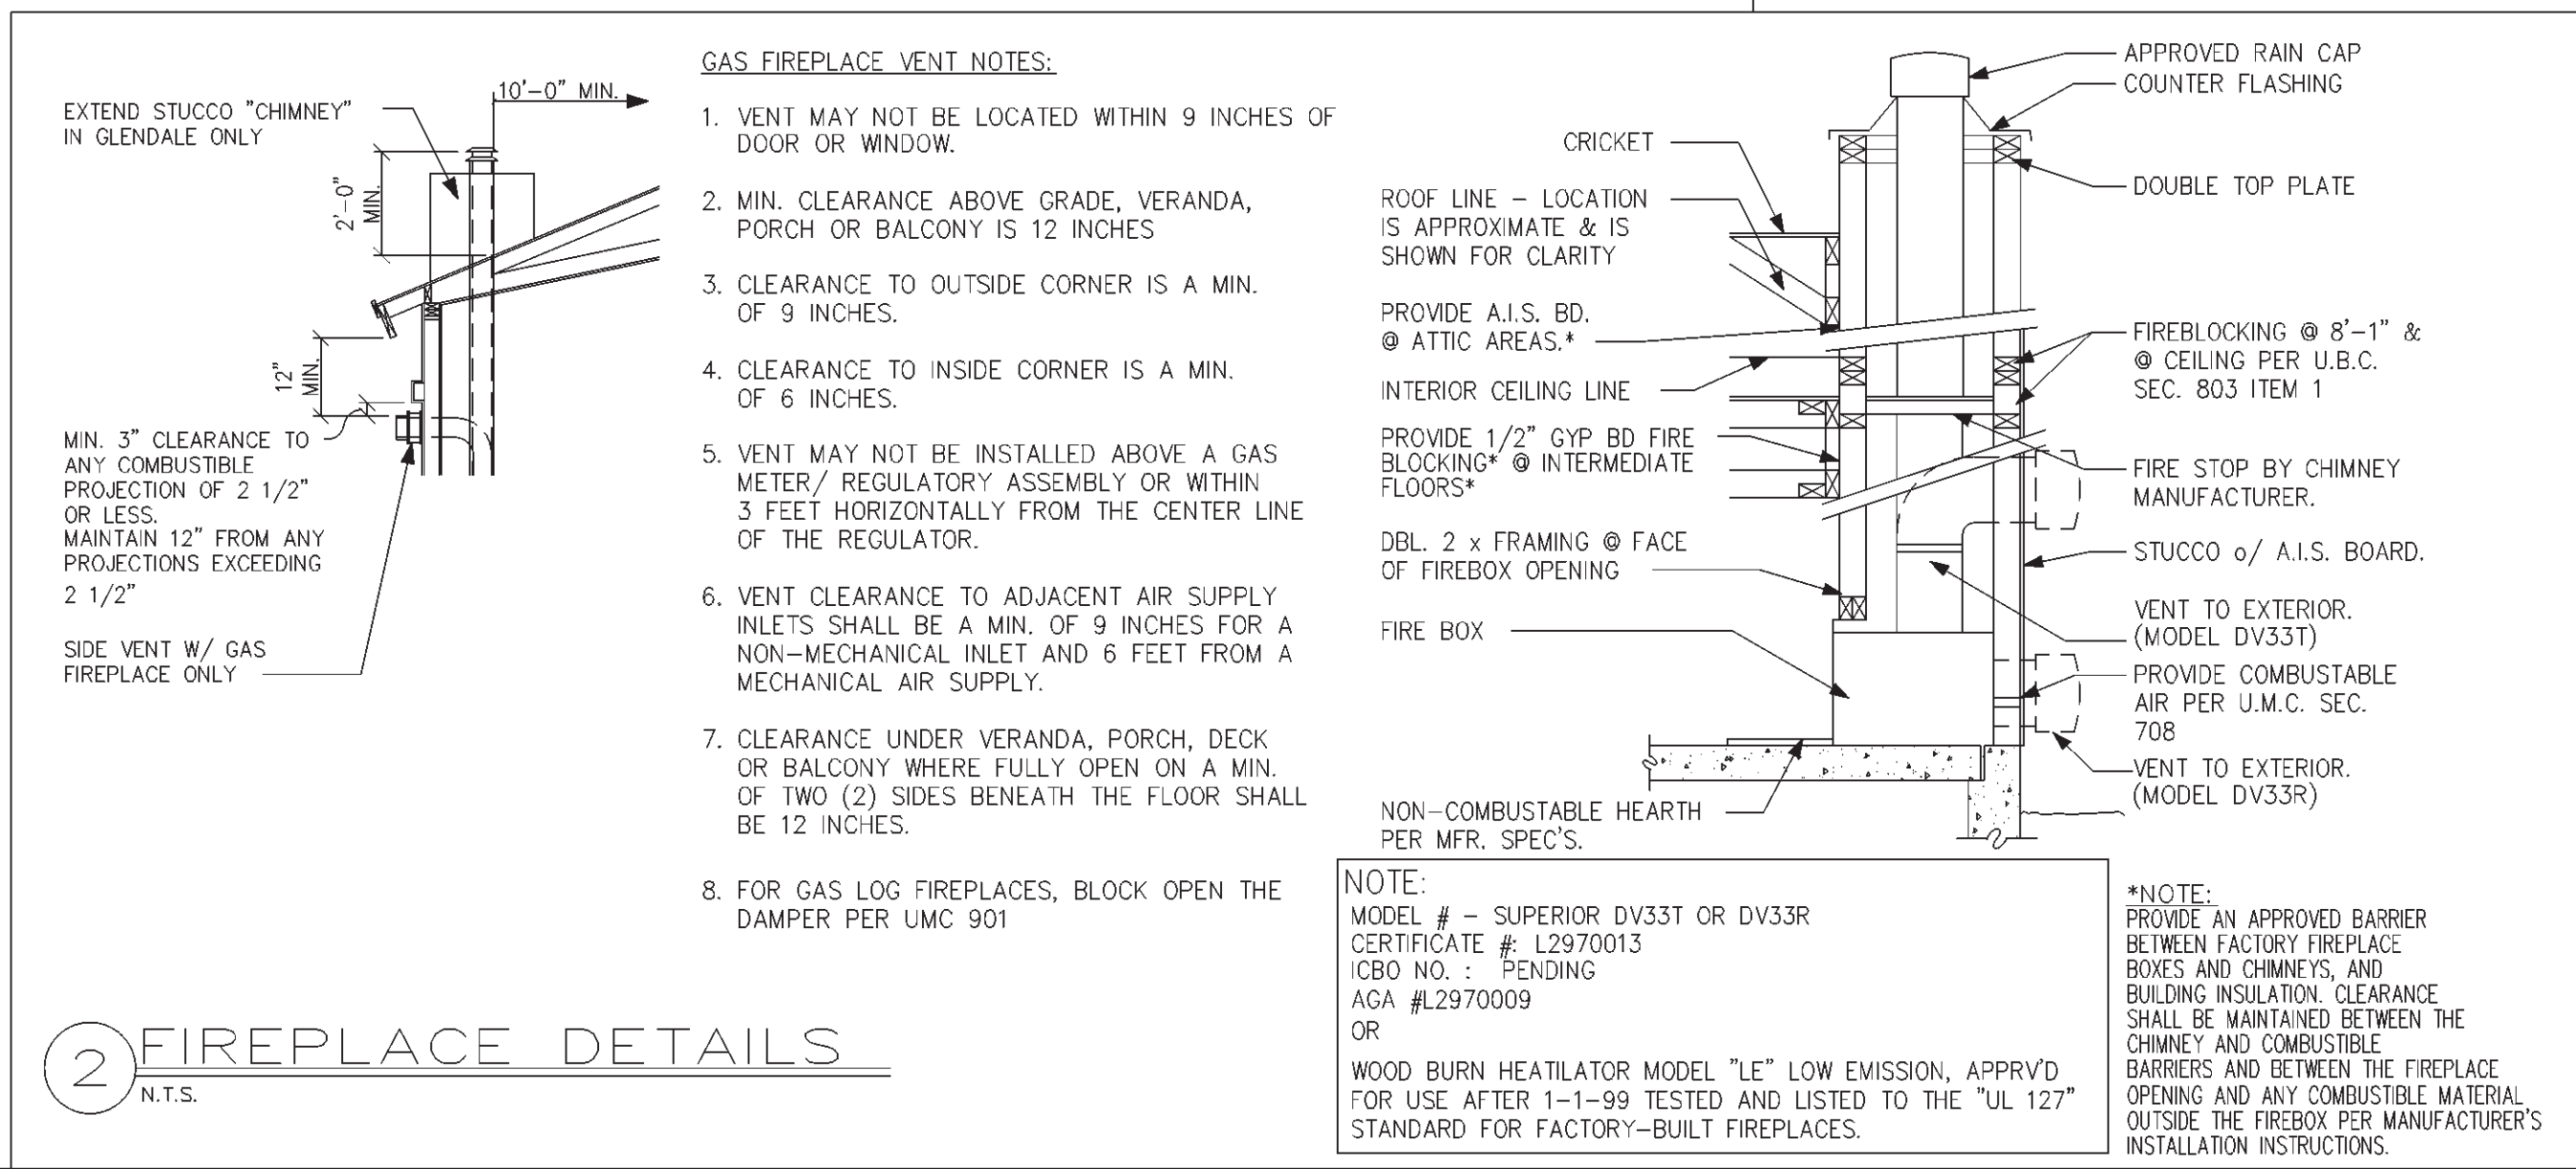 EXTEND STUCCO "CHIMNEY"
IN GLENDALE ONLY
10'-0" MIN.
2'-0"
MIN.
12"
MIN.
MIN. 3" CLEARANCE TO
ANY COMBUSTIBLE
PROJECTION OF 2 1/2"
OR LESS.
MAINTAIN 12" FROM ANY
PROJECTIONS EXCEEDING
2 1/2"
SIDE VENT W/ GAS
FIREPLACE ONLY
GAS FIREPLACE VENT NOTES:
1. VENT MAY NOT BE LOCATED WITHIN 9 INCHES OF
DOOR OR WINDOW.
2. MIN. CLEARANCE ABOVE GRADE, VERANDA,
PORCH OR BALCONY IS 12 INCHES
3. CLEARANCE TO OUTSIDE CORNER IS A MIN.
OF 9 INCHES.
4. CLEARANCE TO INSIDE CORNER IS A MIN.
OF 6 INCHES.
5. VENT MAY NOT BE INSTALLED ABOVE A GAS
METER/ REGULATORY ASSEMBLY OR WITHIN
3 FEET HORIZONTALLY FROM THE CENTER LINE
OF THE REGULATOR.
6. VENT CLEARANCE TO ADJACENT AIR SUPPLY
INLETS SHALL BE A MIN. OF 9 INCHES FOR A
NON-MECHANICAL INLET AND 6 FEET FROM A
MECHANICAL AIR SUPPLY.
7. CLEARANCE UNDER VERANDA, PORCH, DECK
OR BALCONY WHERE FULLY OPEN ON A MIN.
OF TWO (2) SIDES BENEATH THE FLOOR SHALL
BE 12 INCHES.
8. FOR GAS LOG FIREPLACES, BLOCK OPEN THE
DAMPER PER UMC 901
CRICKET
ROOF LINE - LOCATION
IS APPROXIMATE & IS
SHOWN FOR CLARITY
PROVIDE A.I.S. BD.
@ ATTIC AREAS.*
INTERIOR CEILING LINE
PROVIDE 1/2" GYP BD FIRE
BLOCKING* @ INTERMEDIATE
FLOORS*
DBL. 2 x FRAMING @ FACE
OF FIREBOX OPENING
FIRE BOX
NON-COMBUSTABLE HEARTH
PER MFR. SPEC'S.
APPROVED RAIN CAP
COUNTER FLASHING
DOUBLE TOP PLATE
FIREBLOCKING @ 8'-1" &
@ CEILING PER U.B.C.
SEC. 803 ITEM 1
FIRE STOP BY CHIMNEY
MANUFACTURER.
STUCCO o/ A.I.S. BOARD.
VENT TO EXTERIOR.
(MODEL DV33T)
PROVIDE COMBUSTABLE
AIR PER U.M.C. SEC.
708
VENT TO EXTERIOR.
(MODEL DV33R)
NOTE:
MODEL # - SUPERIOR DV33T OR DV33R
CERTIFICATE #: L2970013
ICBO NO. : PENDING
AGA #L2970009
OR
WOOD BURN HEATILATOR MODEL "LE" LOW EMISSION, APPRV'D
FOR USE AFTER 1-1-99 TESTED AND LISTED TO THE "UL 127"
STANDARD FOR FACTORY-BUILT FIREPLACES.
*NOTE:
PROVIDE AN APPROVED BARRIER
BETWEEN FACTORY FIREPLACE
BOXES AND CHIMNEYS, AND
BUILDING INSULATION. CLEARANCE
SHALL BE MAINTAINED BETWEEN THE
CHIMNEY AND COMBUSTIBLE
BARRIERS AND BETWEEN THE FIREPLACE
OPENING AND ANY COMBUSTIBLE MATERIAL
OUTSIDE THE FIREBOX PER MANUFACTURER'S
INSTALLATION INSTRUCTIONS.
2 FIREPLACE DETAILS
N.T.S.